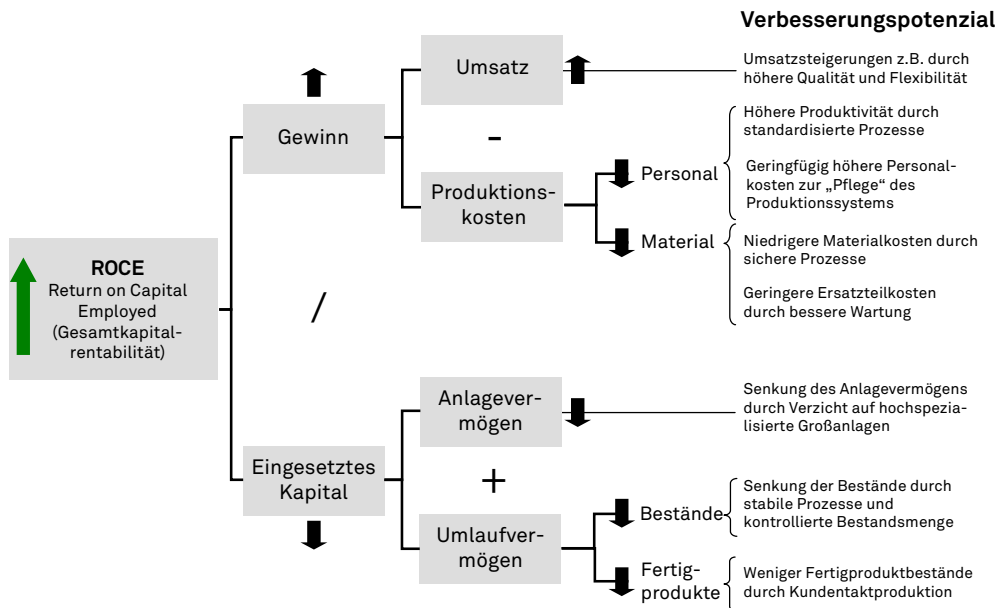 Verbesserungspotenzial
Umsatz
Umsatzsteigerungen z.B. durch
höhere Qualität und Flexibilität
Gewinn
-
Höhere Produktivität durch
standardisierte Prozesse
Personal
Geringfügig höhere Personal-
kosten zur „Pflege“ des
Produktionssystems
Produktions-
kosten
Material
Niedrigere Materialkosten durch
sichere Prozesse
Geringere Ersatzteilkosten
durch bessere Wartung
ROCE
Return on Capital
Employed
(Gesamtkapital-
rentabilität)
/
Anlagever-
mögen
Senkung des Anlagevermögens
durch Verzicht auf hochspezia-
lisierte Großanlagen
Eingesetztes
Kapital
+
Bestände
Senkung der Bestände durch
stabile Prozesse und
kontrollierte Bestandsmenge
Umlaufver-
mögen
Fertig-
produkte
Weniger Fertigproduktbestände
durch Kundentaktproduktion